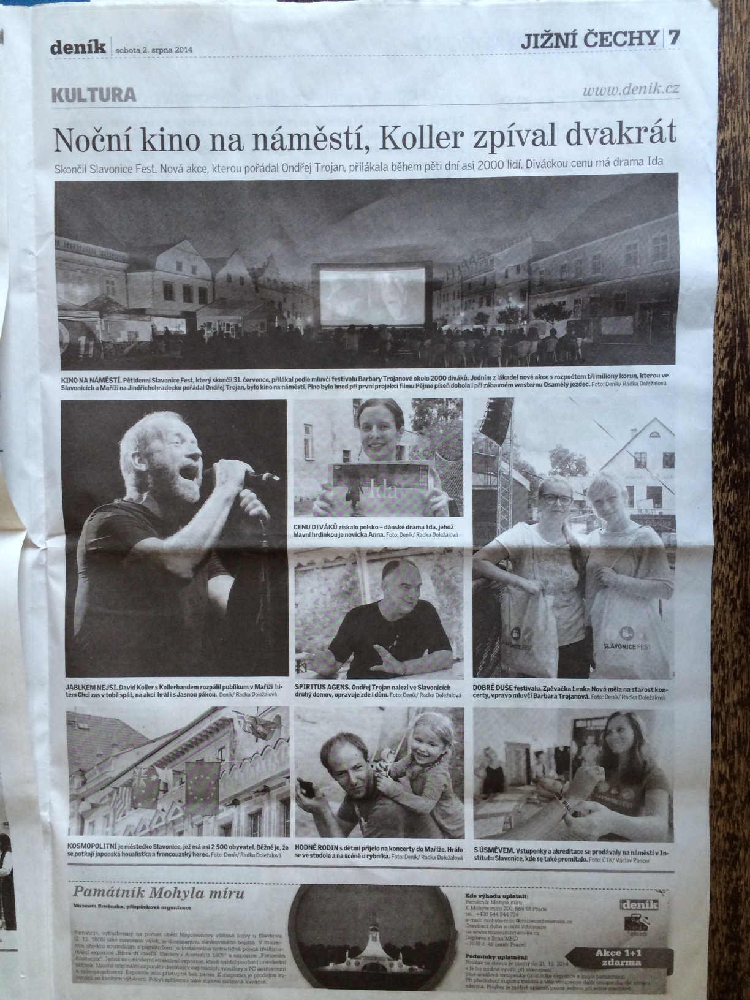 deník sobota 2. srpna 2014
JIŽNÍ ČECHY 7
KULTURA
www.denik.cz
Noční kino na náměstí, Koller zpíval dvakrát
Skončil Slavonice Fest. Nová akce, kterou pořádal Ondřej Trojan, přilákala během pěti dní asi 2000 lidí. Diváckou cenu má drama Ida
KINO NA NÁMĚSTÍ. Pětidenní Slavonice Fest, který skončil 31. července, přilákal podle mluvčí festivalu Barbary Trojanové okolo 2000 diváků. Jedním z lákadel nové akce s rozpočtem tři miliony korun, kterou ve
Slavonicích a Maříži na Jindřichohradecku pořádal Ondřej Trojan, bylo kino na náměstí. Plno bylo hned při první projekci filmu Pějme píseň dohola i při zábavném westernu Osamělý jezdec. Foto: Deník/ Radka Doležalová
Ida
CENU DIVÁKŮ získalo polsko – dánské drama Ida, jehož
hlavní hrdinkou je novicka Anna. Foto: Deník/ Radka Doležalová
SLAVONICE FEST
JABLKEM NEJSI. David Koller s Kollerbandem rozpálil publikum v Maříži hi-
tem Chci zas v tobě spát, na akci hrál i s Jasnou pákou. Deník/ Radka Doležalová
SPIRITUS AGENS. Ondřej Trojan nalezl ve Slavonicích
druhý domov, opravuje zde i dům. Foto: Deník/ Radka Doležalová
DOBRÉ DUŠE festivalu. Zpěvačka Lenka Nová měla na starost kon-
certy, vpravo mluvčí Barbara Trojanová. Foto: Deník/ Radka Doležalová
KOSMOPOLITNÍ je městečko Slavonice, jež má asi 2 500 obyvatel. Běžné je, že
se potkají japonská houslistka a francouzský herec. Foto: Deník/ Radka Doležalová
HODNĚ RODIN s dětmi přijelo na koncerty do Maříže. Hrálo
se ve stodole a na scéně u rybníka. Foto: Deník/ Radka Doležalová
S ÚSMĚVEM. Vstupenky a akreditace se prodávaly na náměstí v In-
stitutu Slavonice, kde se také promítalo. Foto: ČTK/ Václav Pancer
Památník Mohyla míru
Muzeum Brněnska, příspěvková organizace
Památník, vybudovaný na počest obětí Napoleonovy vítězné bitvy u Slavkova
(2. 12. 1805) jako memento válek, je dominantou slavkovského bojiště. V muzej-
ním objektu sousedícím s památníkem je instalována netradičně pojatá multime-
diální expozice „Bitva tří císařů. Slavkov / Austerlitz 1805" a expozice „Fenomén
Austerlitz". Jedná se o moderní atraktivní expozice, které nabízí poučení i nevšední
zážitek. Mnohé originální exponáty doplňují v expozicích monitory s PC animacemi
a videoprojekcemi. Expozice jsou přístupné bez bariér. K dispozici je prodejna su-
venýrů se širokým výběrem. Pobyt zpříjemní také stylově zařízená kavárna.
Kde výhodu uplatnit:
Památník Mohyla míru
K Mohyle míru 200, 664 58 Prace
tel.: +420 544 244 724
e-mail: mohyla-miru@muzeumbrnenska.cz
Otevírací doba a další informace
na www.muzeumbrnenska.cz
Doprava z Brna MHD
– BUS č. 48 (směr Prace)
Podmínky uplatnění:
Poukaz se slevou je platný do 31. 10. 2014
a je ho možné využít při zakoupení
plné vstupenky
Při předložení kuponu získáte k této vstupence další vstupenku
zdarma. Poukaz je možné uplatnit pouze jednou
deník
Akce 1+1
zdarma